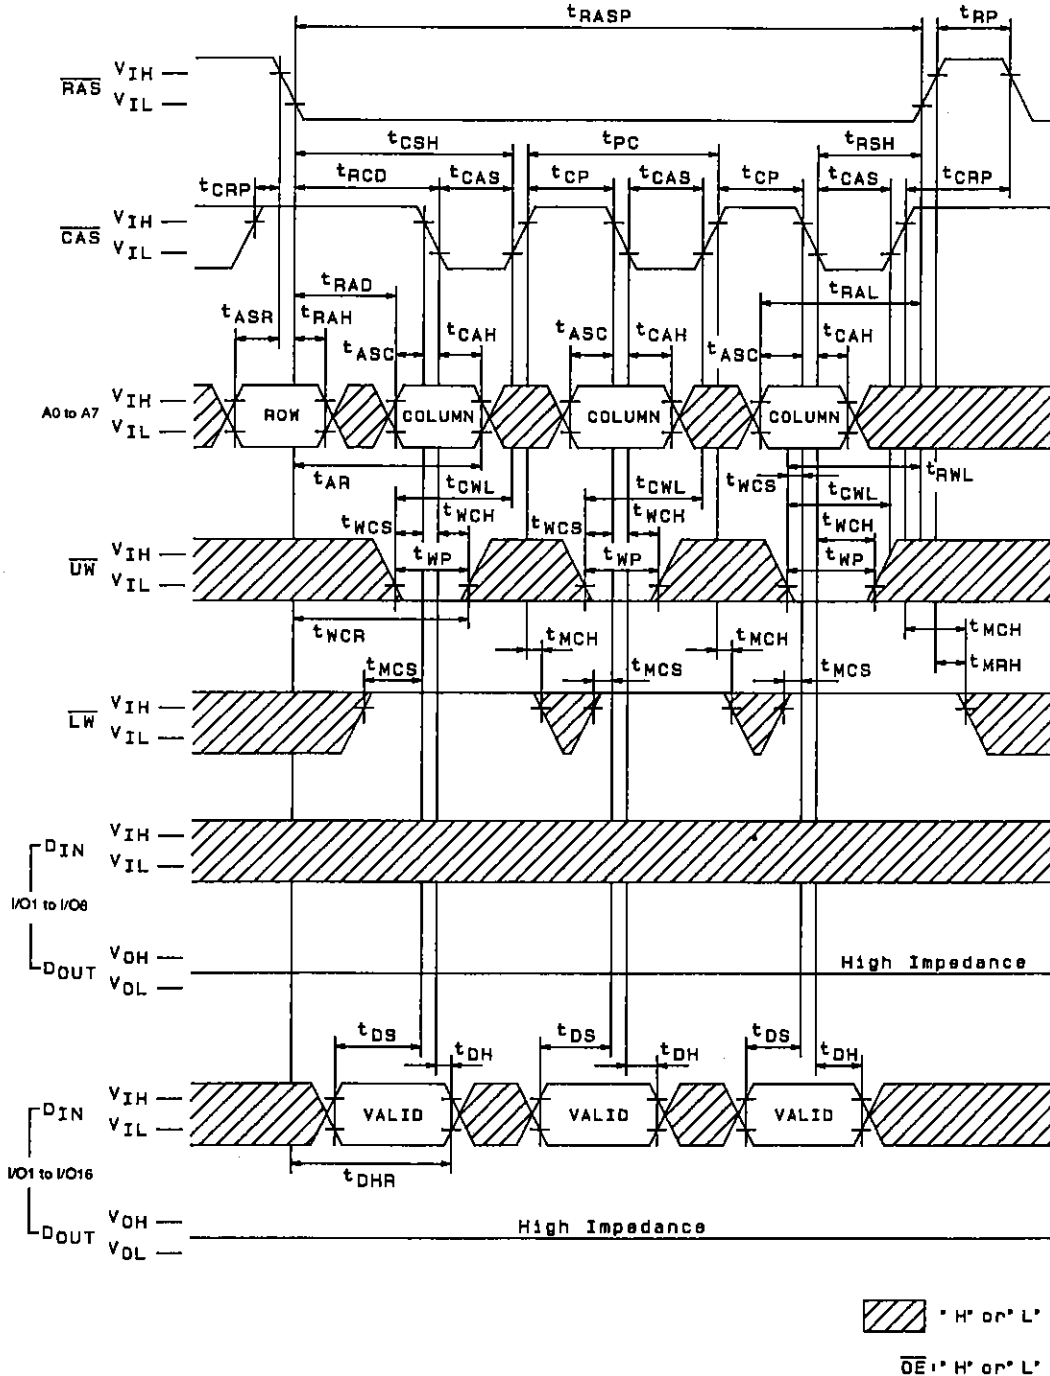 tRASP tRP
RAS VIH VIL
tCSH tPC tRSH
tCRP tRCD tCAS tCP tCAS tCP tCAS tCRP
CAS VIH VIL
tRAD tRAL
tASR tRAH tASC tCAH tASC tCAH tASC tCAH
A0 to A7 VIH VIL ROW COLUMN COLUMN COLUMN
tAR tCWL tCWL tWCS tRWL
tCWL
tWCS tWCH tWCS tWCH tWCH
tWP tWP tWP
UW VIH VIL
tWCR tMCH tMCH tMCH
tMCS tMCS tMCS tMRH
LW VIH VIL
DIN VIH VIL
I/O1 to I/O8
DOUT VOH VOL High Impedance
tDS tDH tDS tDH tDS tDH
DIN VIH VIL VALID VALID VALID
I/O1 to I/O16
tDHR
DOUT VOH VOL High Impedance
"H" or "L"
OE: "H" or "L"